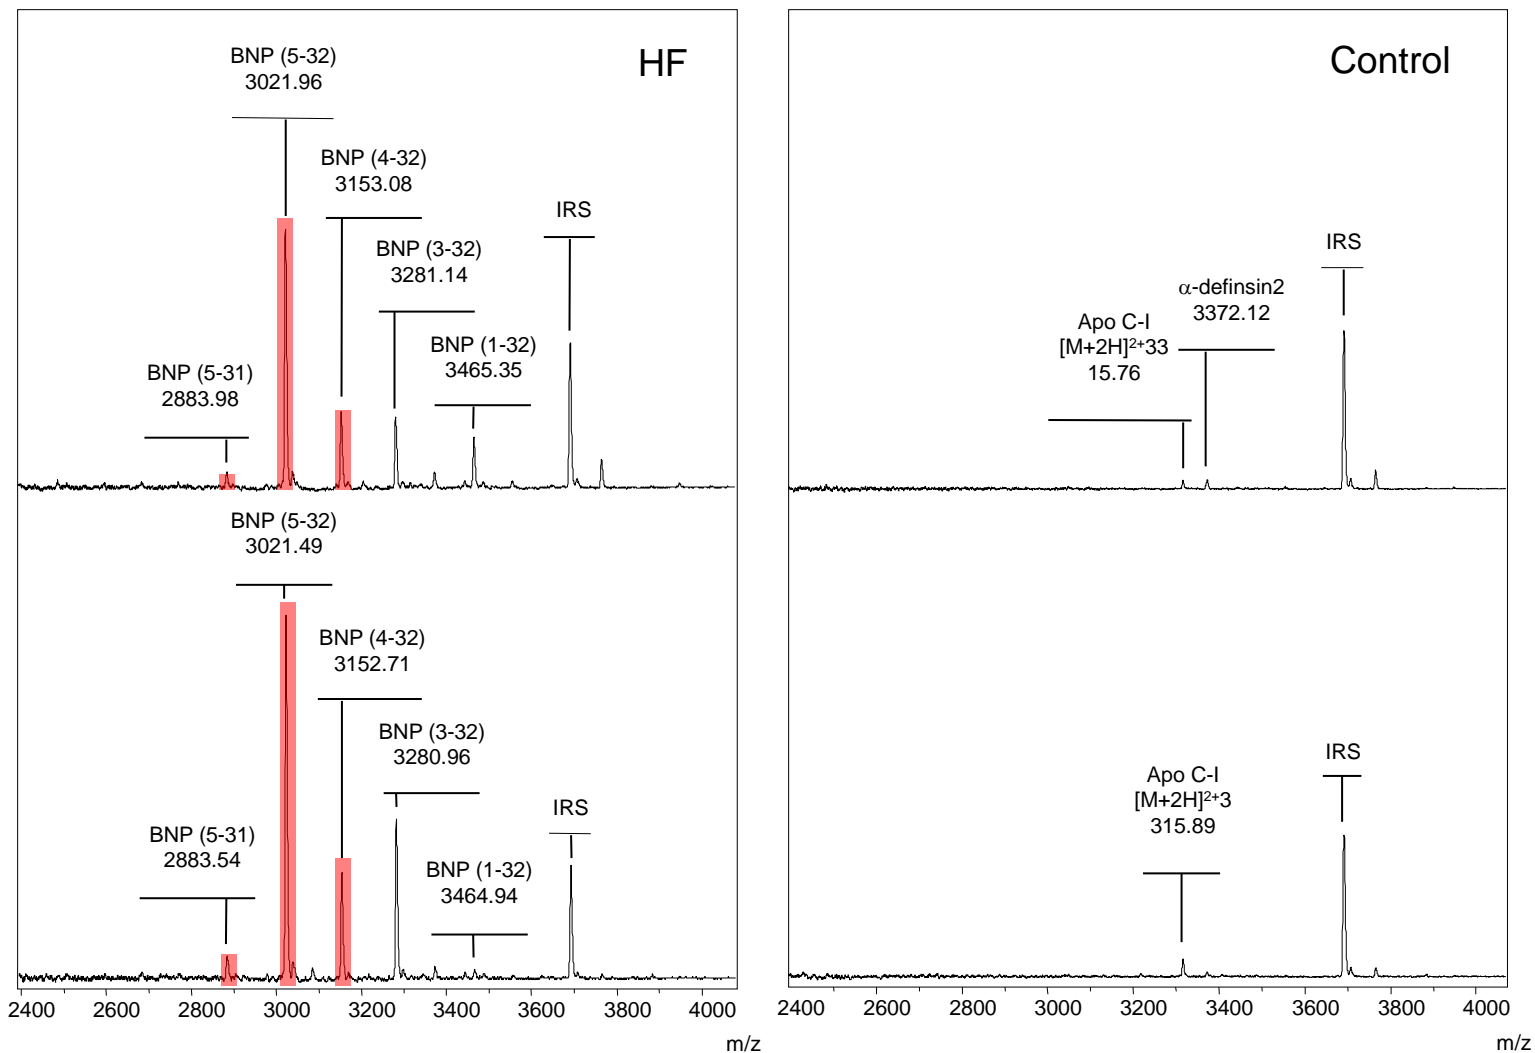 HF
BNP (5-32)
3021.96
BNP (4-32)
3153.08
IRS
BNP (3-32)
3281.14
BNP (1-32)
3465.35
BNP (5-31)
2883.98
BNP (5-32)
3021.49
BNP (4-32)
3152.71
BNP (3-32)
3280.96
IRS
BNP (5-31)
2883.54
BNP (1-32)
3464.94
2400 2600 2800 3000 3200 3400 3600 3800 4000
m/z
Control
IRS
α-definsin2
3372.12
Apo C-I
[M+2H]²⁺33
15.76
IRS
Apo C-I
[M+2H]²⁺3
315.89
2400 2600 2800 3000 3200 3400 3600 3800 4000
m/z